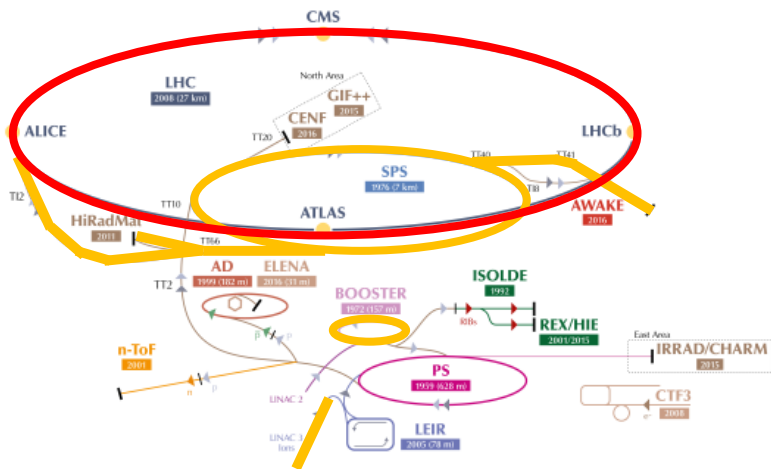 CMS
LHC
2008 (27 km)
North Area
GIF++
2015
CENF
2016
ALICE
LHCb
TT20
TT40
TT41
SPS
1976 (7 km)
TI2
TI8
TT10
ATLAS
AWAKE
2016
HiRadMat
2011
TT66
AD
1999 (182 m)
ELENA
2016 (31 m)
TT2
ISOLDE
1992
BOOSTER
1972 (157 m)
RIBs
REX/HIE
2001/2015
p
East Area
IRRAD/CHARM
2015
n-ToF
2001
n
p
PS
1959 (628 m)
LINAC 2
CTF3
2008
e-
LINAC 3
Ions
LEIR
2005 (78 m)